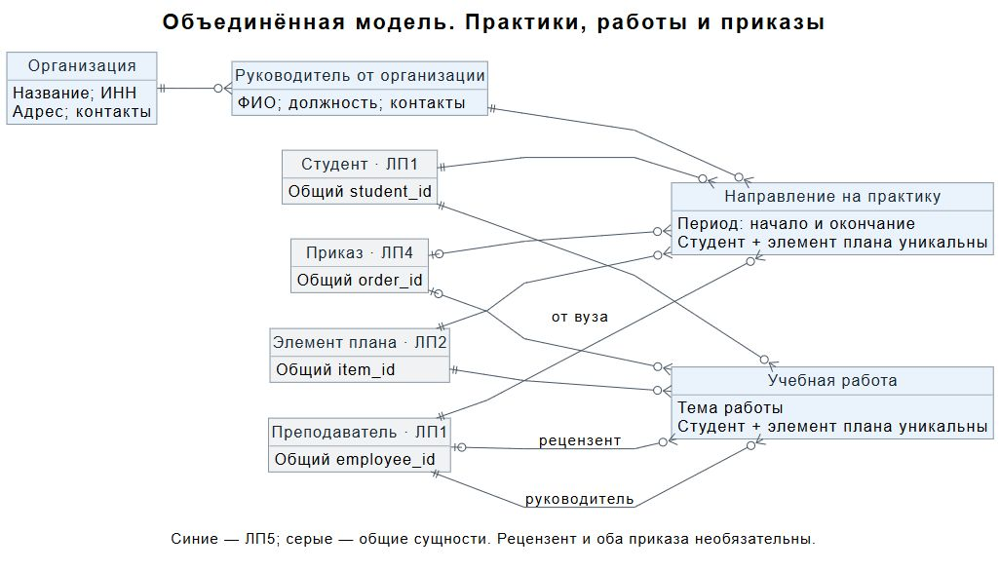 Объединённая модель. Практики, работы и приказы
Организация
Название; ИНН
Адрес; контакты
Руководитель от организации
ФИО; должность; контакты
Студент · ЛП1
Общий student_id
Направление на практику
Период: начало и окончание
Студент + элемент плана уникальны
Приказ · ЛП4
Общий order_id
от вуза
Элемент плана · ЛП2
Общий item_id
Учебная работа
Тема работы
Студент + элемент плана уникальны
Преподаватель · ЛП1
Общий employee_id
рецензент
руководитель
Синие — ЛП5; серые — общие сущности. Рецензент и оба приказа необязательны.